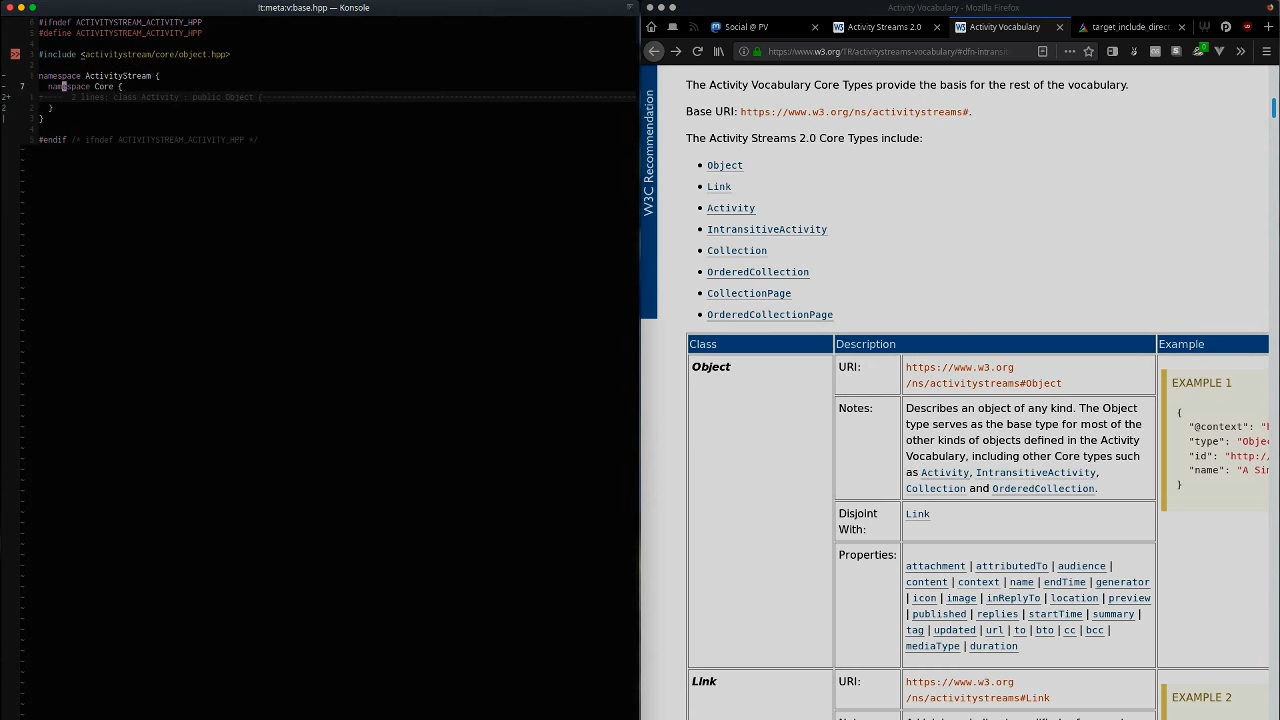 lt:meta:v:base.hpp — Konsole
#ifndef ACTIVITYSTREAM_ACTIVITY_HPP
#define ACTIVITYSTREAM_ACTIVITY_HPP
#include <activitystream/core/object.hpp>
namespace ActivityStream {
7 namespace Core {
2 lines: class Activity : public Object {
}
}
#endif /* ifndef ACTIVITYSTREAM_ACTIVITY_HPP */
Activity Vocabulary - Mozilla Firefox
Social @ PV
Activity Streams 2.0
Activity Vocabulary
target_include_direct
https://www.w3.org/TR/activitystreams-vocabulary/#dfn-intransit
W3C Recommendation
The Activity Vocabulary Core Types provide the basis for the rest of the vocabulary.
Base URI: https://www.w3.org/ns/activitystreams#.
The Activity Streams 2.0 Core Types include:
• Object
• Link
• Activity
• IntransitiveActivity
• Collection
• OrderedCollection
• CollectionPage
• OrderedCollectionPage
Class Description Example
Object
URI: https://www.w3.org
/ns/activitystreams#Object
Notes: Describes an object of any kind. The Object
type serves as the base type for most of the
other kinds of objects defined in the Activity
Vocabulary, including other Core types such
as Activity, IntransitiveActivity,
Collection and OrderedCollection.
Disjoint With: Link
Properties:
attachment | attributedTo | audience |
content | context | name | endTime | generator
| icon | image | inReplyTo | location | preview
| published | replies | startTime | summary |
tag | updated | url | to | bto | cc | bcc |
mediaType | duration
EXAMPLE 1
{
"@context": "h
"type": "Objec
"id": "http:/
"name": "A Sim
}
Link
URI: https://www.w3.org
/ns/activitystreams#Link
EXAMPLE 2